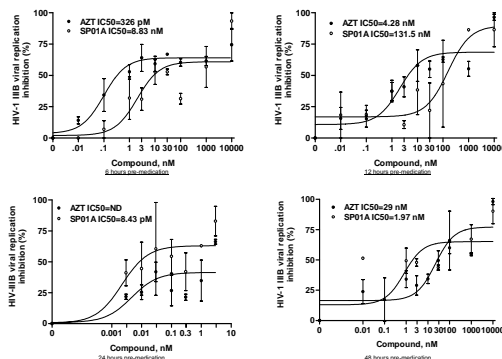 AZT IC50=326 pM
SP01A IC50=8.83 nM
HIV-1 IIIB viral replication
inhibition (%)
100
75
50
25
0
0 .01 .1 1 3 10 30 100 1000 10000
Compound, nM
6 hours pre-medication
AZT IC50=4.28 nM
SP01A IC50=131.5 nM
HIV-1 IIIB viral replication
inhibition (%)
100
75
50
25
0
0 .01 .1 1 3 10 30 100 1000 10000
Compound, nM
12 hours pre-medication
AZT IC50=ND
SP01A IC50=8.43 pM
HIV-IIIB viral replication
inhibition (%)
100
75
50
25
0
0 0.001 0.01 0.1 0.3 1 10
Compound, nM
24 hours pre-medication
AZT IC50=29 nM
SP01A IC50=1.97 nM
HIV-1 IIIB viral replication
inhibition (%)
100
75
50
25
0
0 0.01 0.10 1 3 10 30 100 1000 10000
Compound, nM
48 hours pre-medication